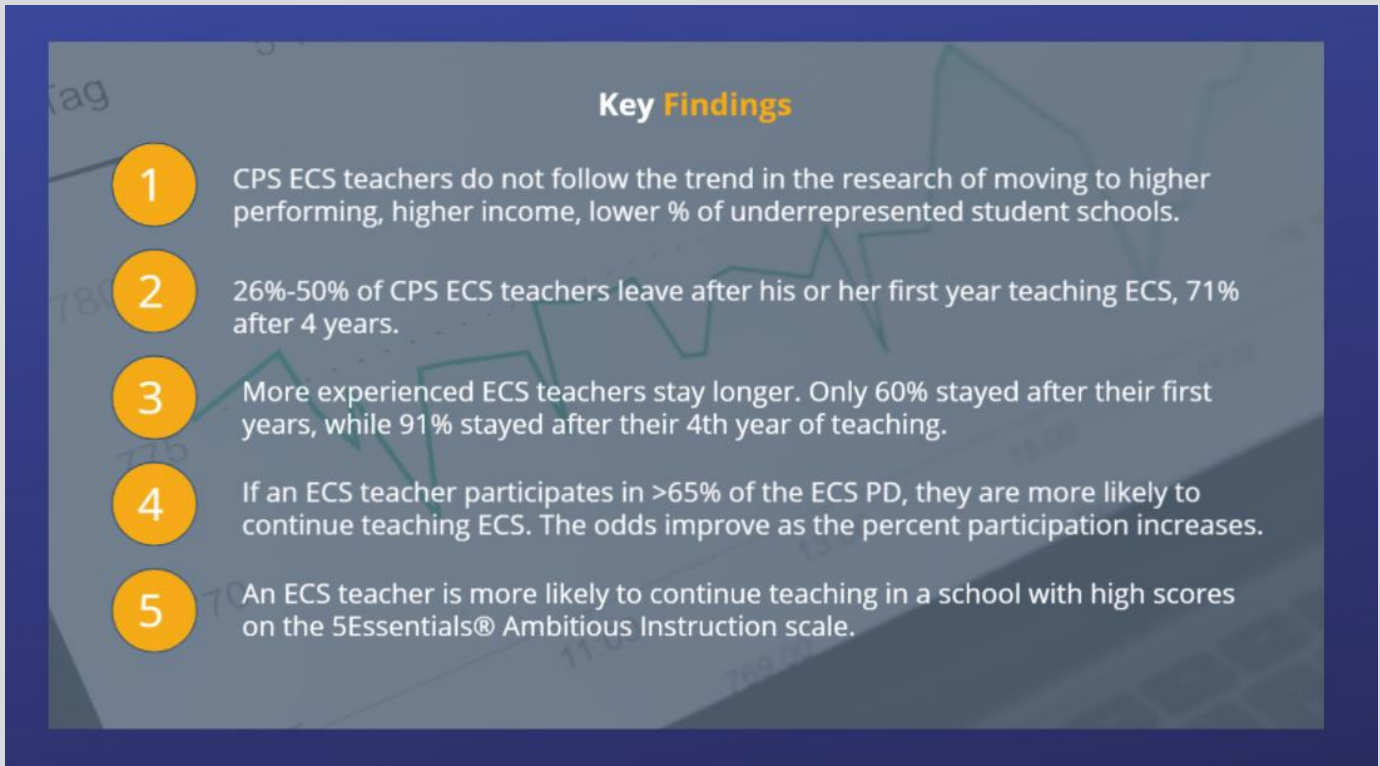 Tag
Key Findings
1
CPS ECS teachers do not follow the trend in the research of moving to higher
performing, higher income, lower % of underrepresented student schools.
2
780
26%-50% of CPS ECS teachers leave after his or her first year teaching ECS, 71%
after 4 years.
3
More experienced ECS teachers stay longer. Only 60% stayed after their first
years, while 91% stayed after their 4th year of teaching.
775
4
If an ECS teacher participates in >65% of the ECS PD, they are more likely to
continue teaching ECS. The odds improve as the percent participation increases.
5
An ECS teacher is more likely to continue teaching in a school with high scores
on the 5Essentials® Ambitious Instruction scale.
769.00